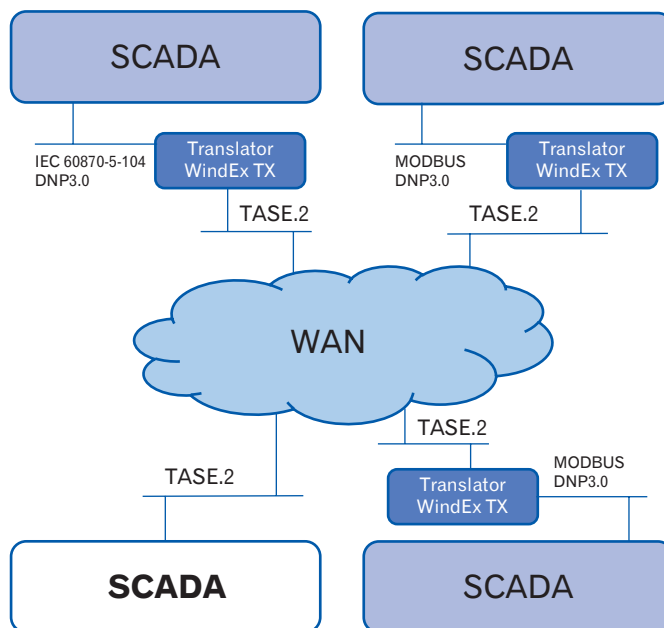 SCADA
SCADA
IEC 60870-5-104
DNP3.0
Translator
WindEx TX
MODBUS
DNP3.0
Translator
WindEx TX
TASE.2
TASE.2
WAN
TASE.2
TASE.2
Translator
WindEx TX
MODBUS
DNP3.0
SCADA
SCADA